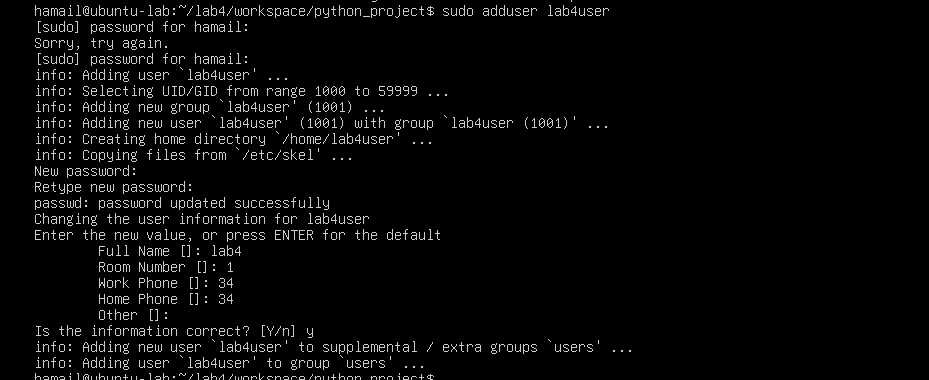 hamail@ubuntu-lab:~/lab4/workspace/python_project$ sudo adduser lab4user
[sudo] password for hamail:
Sorry, try again.
[sudo] password for hamail:
info: Adding user `lab4user' ...
info: Selecting UID/GID from range 1000 to 59999 ...
info: Adding new group `lab4user' (1001) ...
info: Adding new user `lab4user' (1001) with group `lab4user (1001)' ...
info: Creating home directory `/home/lab4user' ...
info: Copying files from `/etc/skel' ...
New password:
Retype new password:
passwd: password updated successfully
Changing the user information for lab4user
Enter the new value, or press ENTER for the default
        Full Name []: lab4
        Room Number []: 1
        Work Phone []: 34
        Home Phone []: 34
        Other []:
Is the information correct? [Y/n] y
info: Adding new user `lab4user' to supplemental / extra groups `users' ...
info: Adding user `lab4user' to group `users' ...
hamail@ubuntu-lab:~/lab4/workspace/python_project$